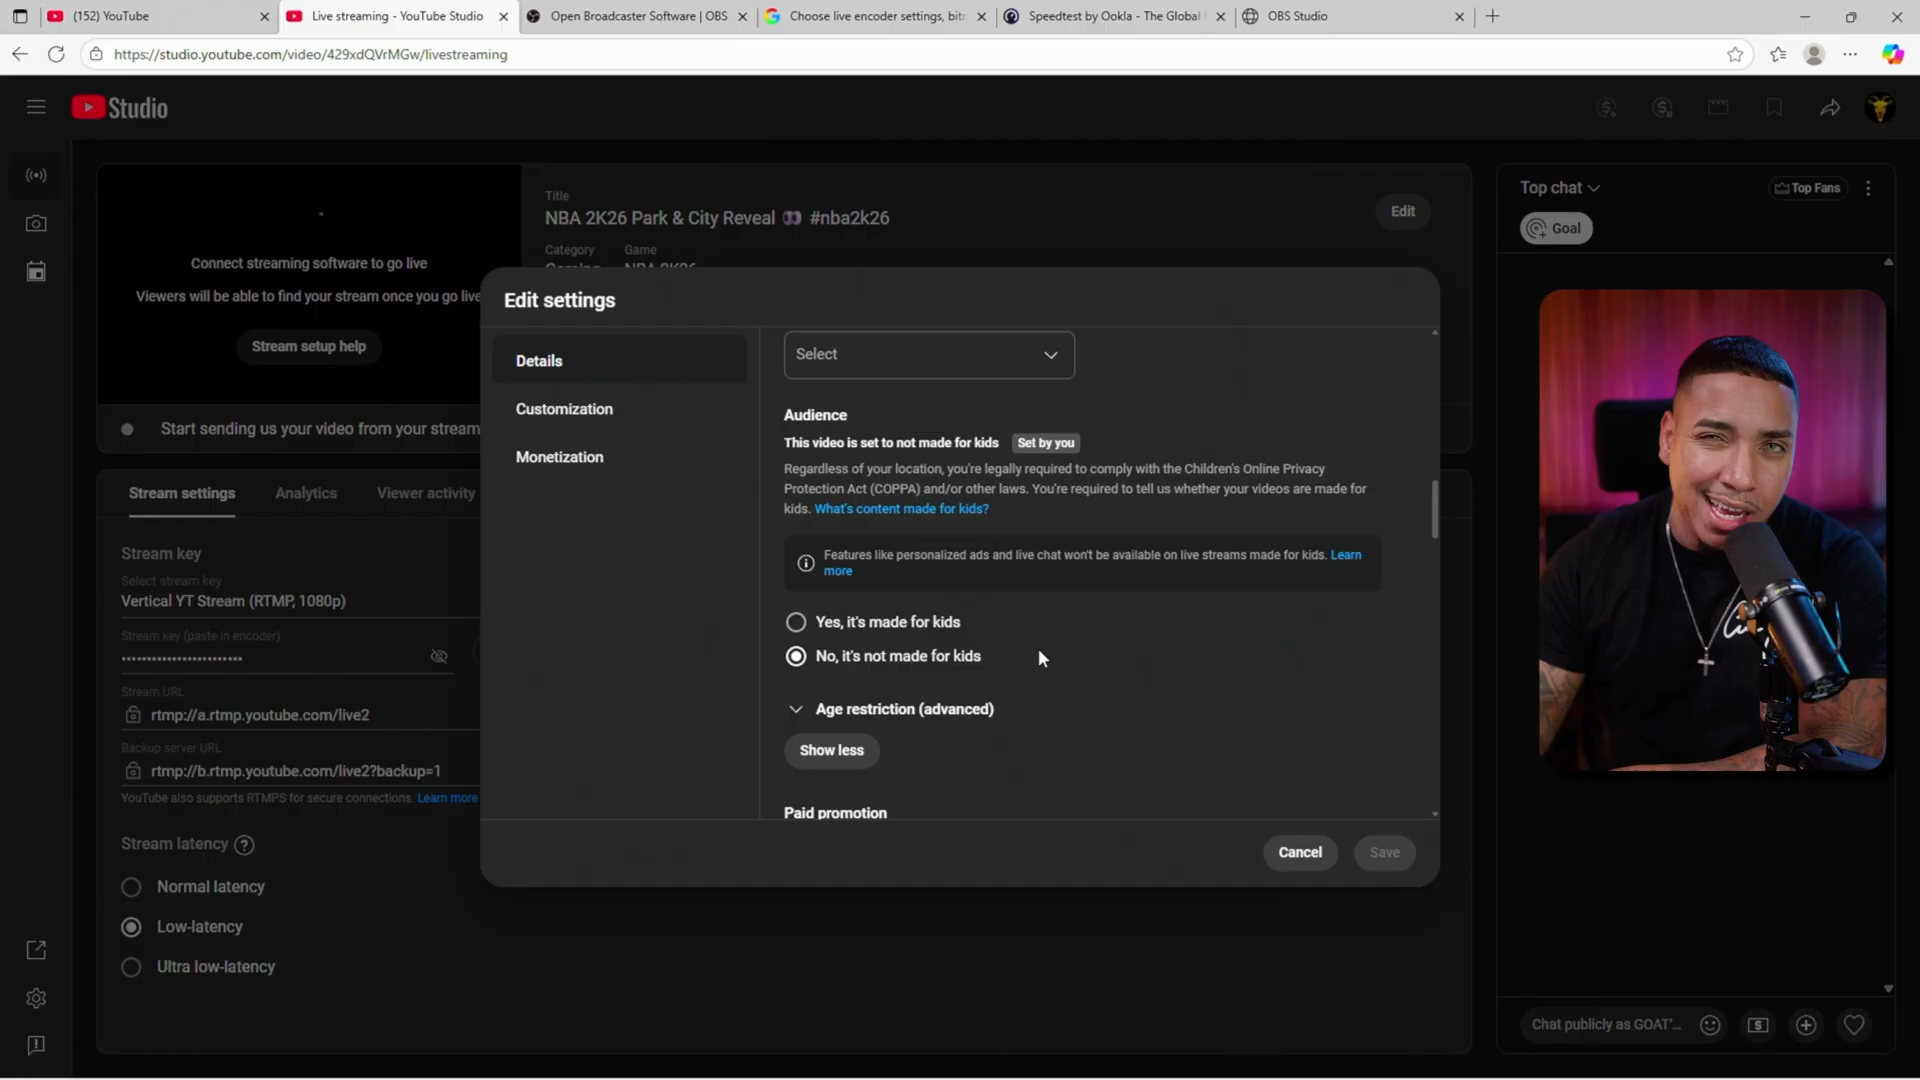 (152) YouTube
Live streaming - YouTube Studio
Open Broadcaster Software | OBS
Choose live encoder settings, bitr
Speedtest by Ookla - The Global
OBS Studio
https://studio.youtube.com/video/429xdQVrMGw/livestreaming
Studio
Connect streaming software to go live
Viewers will be able to find your stream once you go live
Stream setup help
Start sending us your video from your stream
Title
NBA 2K26 Park & City Reveal 👀 #nba2k26
Edit
Category
Game
Gaming
NBA 2K26
Top chat
Top Fans
Goal
Edit settings
Details
Customization
Monetization
Select
Audience
This video is set to not made for kids
Set by you
Regardless of your location, you're legally required to comply with the Children's Online Privacy
Protection Act (COPPA) and/or other laws. You're required to tell us whether your videos are made for
kids. What's content made for kids?
Features like personalized ads and live chat won't be available on live streams made for kids. Learn
more
Yes, it's made for kids
No, it's not made for kids
Age restriction (advanced)
Show less
Paid promotion
Cancel
Save
Stream settings
Analytics
Viewer activity
Stream key
Select stream key
Vertical YT Stream (RTMP, 1080p)
Stream key (paste in encoder)
••••••••••••••••••••••••
Stream URL
rtmp://a.rtmp.youtube.com/live2
Backup server URL
rtmp://b.rtmp.youtube.com/live2?backup=1
YouTube also supports RTMPS for secure connections. Learn more
Stream latency
Normal latency
Low-latency
Ultra low-latency
Chat publicly as GOAT'...